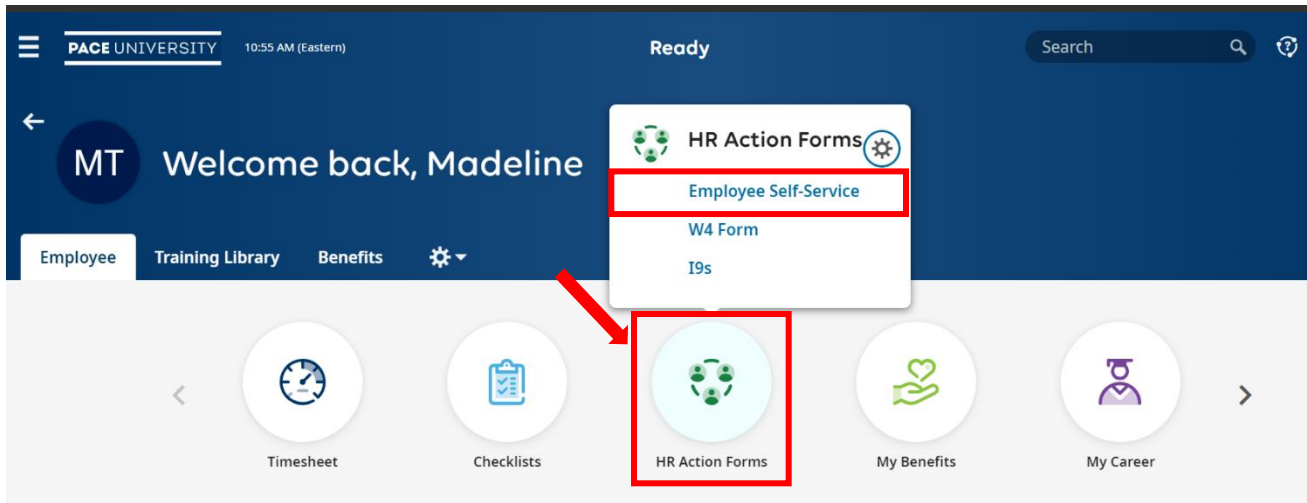 PACE UNIVERSITY
10:55 AM (Eastern)
Ready
Search
MT
Welcome back, Madeline
HR Action Forms
Employee Self-Service
W4 Form
I9s
Employee
Training Library
Benefits
Timesheet
Checklists
HR Action Forms
My Benefits
My Career